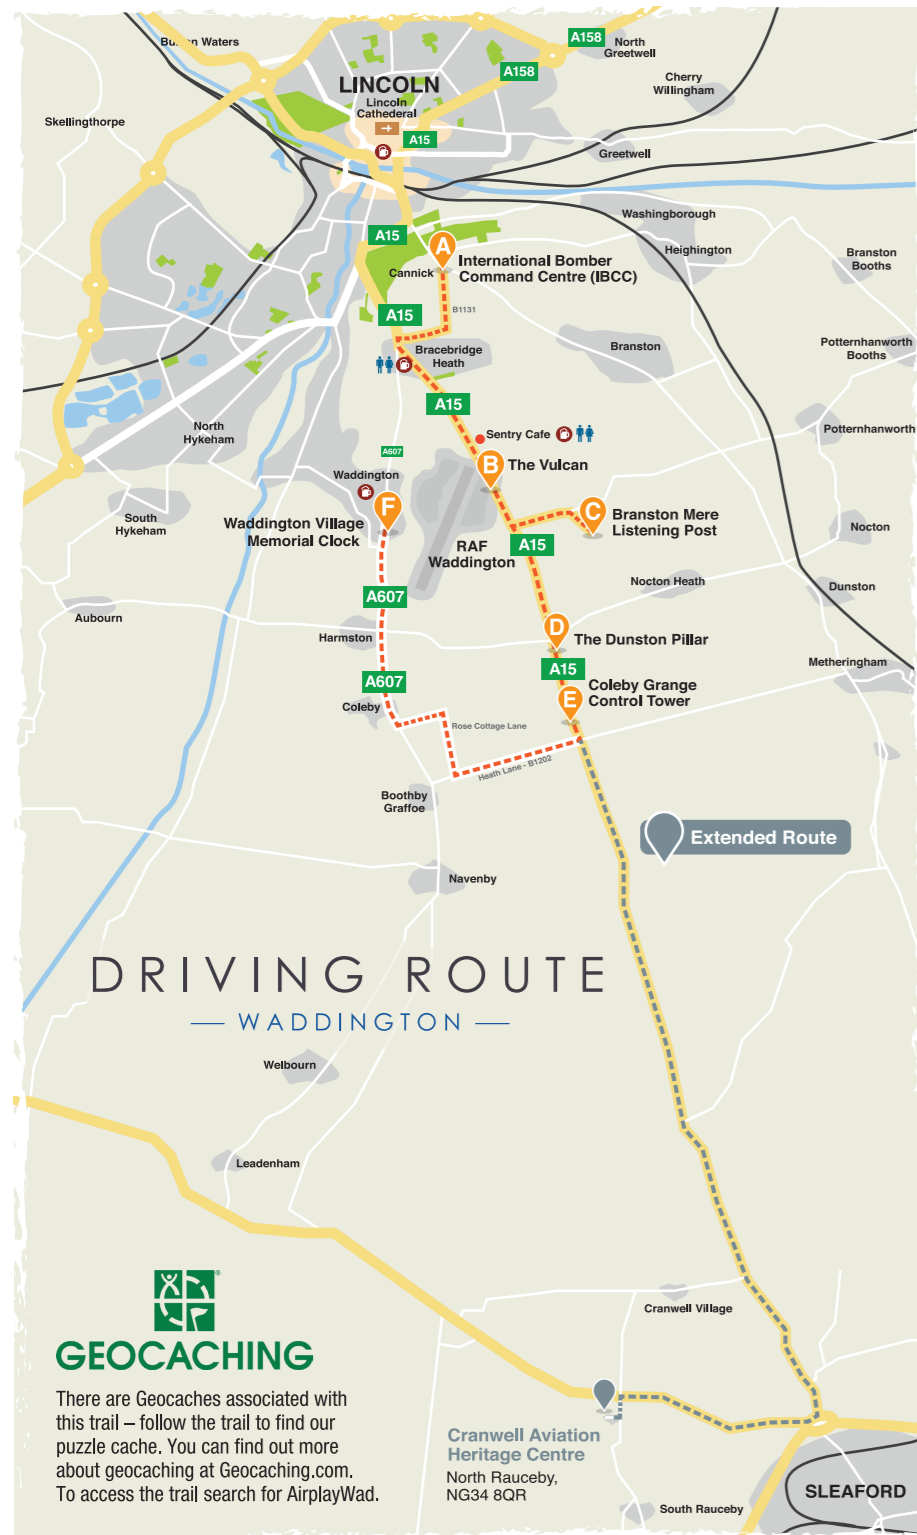 Burton Waters
A158
North
Greetwell
A158
LINCOLN
Lincoln
Cathederal
Cherry
Willingham
Skellingthorpe
A15
Greetwell
Washingborough
A15
A
International Bomber
Command Centre (IBCC)
Heighington
Branston
Booths
Cannick
B1131
A15
Bracebridge
Heath
Branston
Potternhanworth
Booths
A15
North
Hykeham
Sentry Cafe
Potternhanworth
A607
Waddington
B
The Vulcan
F
C
South
Hykeham
Waddington Village
Memorial Clock
Branston Mere
Listening Post
Nocton
RAF
Waddington
A15
Nocton Heath
Dunston
A607
Aubourn
D
Harmston
The Dunston Pillar
Metheringham
A607
A15
Coleby Grange
Control Tower
E
Coleby
Rose Cottage Lane
Heath Lane - B1202
Boothby
Graffoe
Extended Route
Navenby
DRIVING ROUTE
WADDINGTON
Welbourn
Leadenham
Cranwell Village
®
GEOCACHING
There are Geocaches associated with
this trail – follow the trail to find our
puzzle cache. You can find out more
about geocaching at Geocaching.com.
To access the trail search for AirplayWad.
Cranwell Aviation
Heritage Centre
North Rauceby,
NG34 8QR
SLEAFORD
South Rauceby